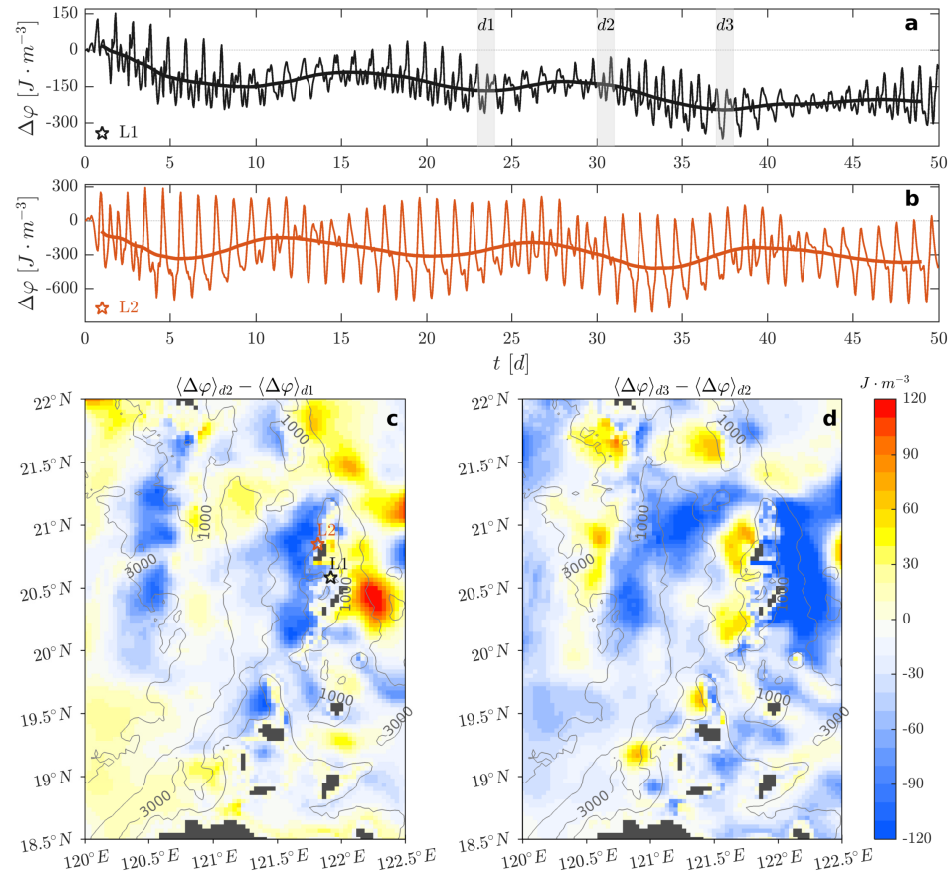 150
0
-150
-300
Δφ [J · m⁻³]
d1 d2 d3
a
L1
0 5 10 15 20 25 30 35 40 45 50
300
0
-300
-600
Δφ [J · m⁻³]
b
L2
0 5 10 15 20 25 30 35 40 45 50
t [d]
⟨Δφ⟩d2 − ⟨Δφ⟩d1
⟨Δφ⟩d3 − ⟨Δφ⟩d2
J · m⁻³
c
22°N
21.5°N
21°N
20.5°N
20°N
19.5°N
19°N
18.5°N
1000
1000
3000
L2
L1
1000
1000
3000
3000
120°E 120.5°E 121°E 121.5°E 122°E 122.5°E
d
22°N
21.5°N
21°N
20.5°N
20°N
19.5°N
19°N
18.5°N
1000
1000
3000
1000
1000
3000
3000
120°E 120.5°E 121°E 121.5°E 122°E 122.5°E
120
90
60
30
0
-30
-60
-90
-120